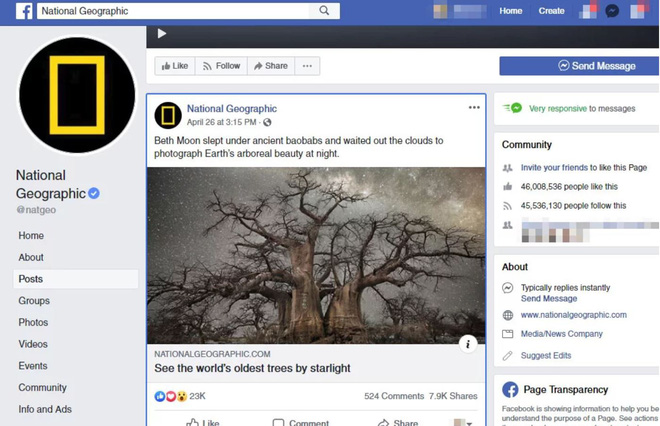 National Geographic
Home Create
Like Follow Share ...
Send Message
National Geographic
@natgeo
Home
About
Posts
Groups
Photos
Videos
Events
Community
Info and Ads
National Geographic
April 26 at 3:15 PM ·
Beth Moon slept under ancient baobabs and waited out the clouds to
photograph Earth's arboreal beauty at night.
NATIONALGEOGRAPHIC.COM
See the world's oldest trees by starlight
23K
524 Comments 7.9K Shares
Like Comment Share
Very responsive to messages
Community
Invite your friends to like this Page
46,008,536 people like this
45,536,130 people follow this
About
Typically replies instantly
Send Message
www.nationalgeographic.com
Media/News Company
Suggest Edits
Page Transparency
Facebook is showing information to help you be
understand the purpose of a Page. See actions